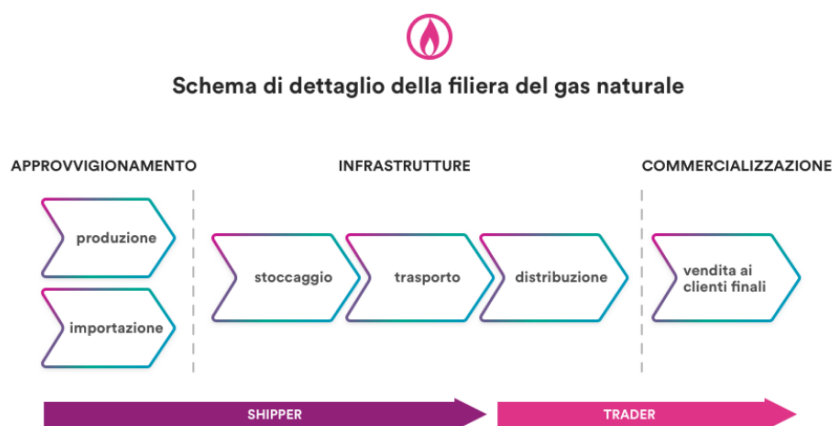 Schema di dettaglio della filiera del gas naturale
APPROVVIGIONAMENTO
INFRASTRUTTURE
COMMERCIALIZZAZIONE
produzione
importazione
stoccaggio
trasporto
distribuzione
vendita ai
clienti finali
SHIPPER
TRADER